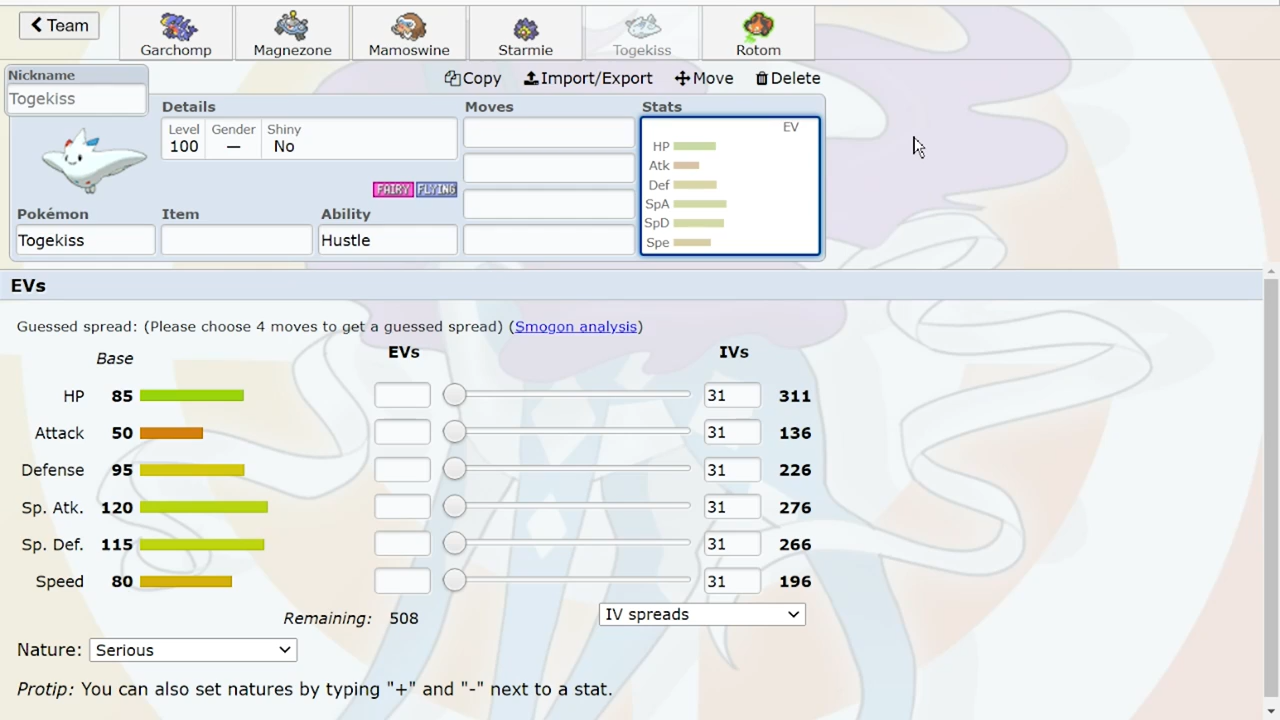 Team
Garchomp
Magnezone
Mamoswine
Starmie
Togekiss
Rotom
Nickname
Togekiss
Copy
Import/Export
Move
Delete
Details
Moves
Stats
Level
Gender
Shiny
100
—
No
EV
HP
Atk
Def
SpA
SpD
Spe
FAIRY
FLYING
Pokémon
Item
Ability
Togekiss
Hustle
EVs
Guessed spread: (Please choose 4 moves to get a guessed spread) (Smogon analysis)
Base
EVs
IVs
HP 85 31 311
Attack 50 31 136
Defense 95 31 226
Sp. Atk. 120 31 276
Sp. Def. 115 31 266
Speed 80 31 196
Remaining: 508
IV spreads
Nature: Serious
Protip: You can also set natures by typing "+" and "-" next to a stat.